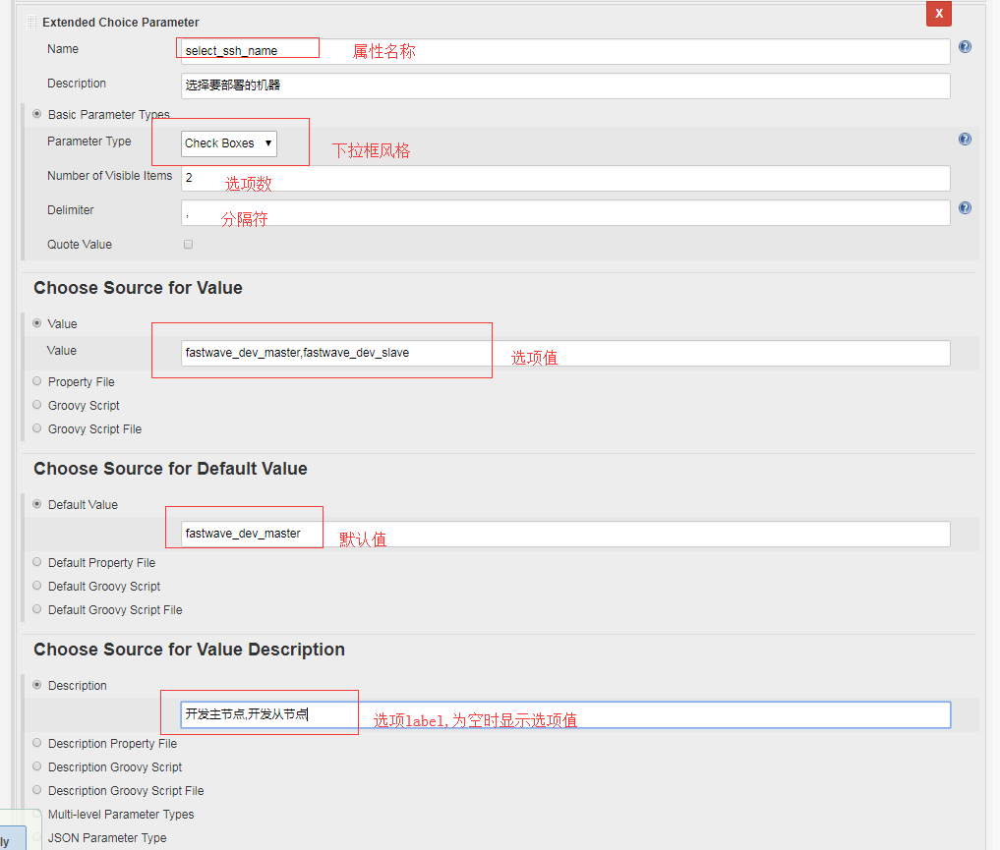 Extended Choice Parameter
X
Name
select_ssh_name
属性名称
Description
选择要部署的机器
Basic Parameter Types
Parameter Type
Check Boxes
下拉框风格
Number of Visible Items
2
选项数
Delimiter
,
分隔符
Quote Value
Choose Source for Value
Value
Value
fastwave_dev_master,fastwave_dev_slave
选项值
Property File
Groovy Script
Groovy Script File
Choose Source for Default Value
Default Value
fastwave_dev_master
默认值
Default Property File
Default Groovy Script
Default Groovy Script File
Choose Source for Value Description
Description
开发主节点,开发从节点
选项label,为空时显示选项值
Description Property File
Description Groovy Script
Description Groovy Script File
Multi-level Parameter Types
JSON Parameter Type
ly